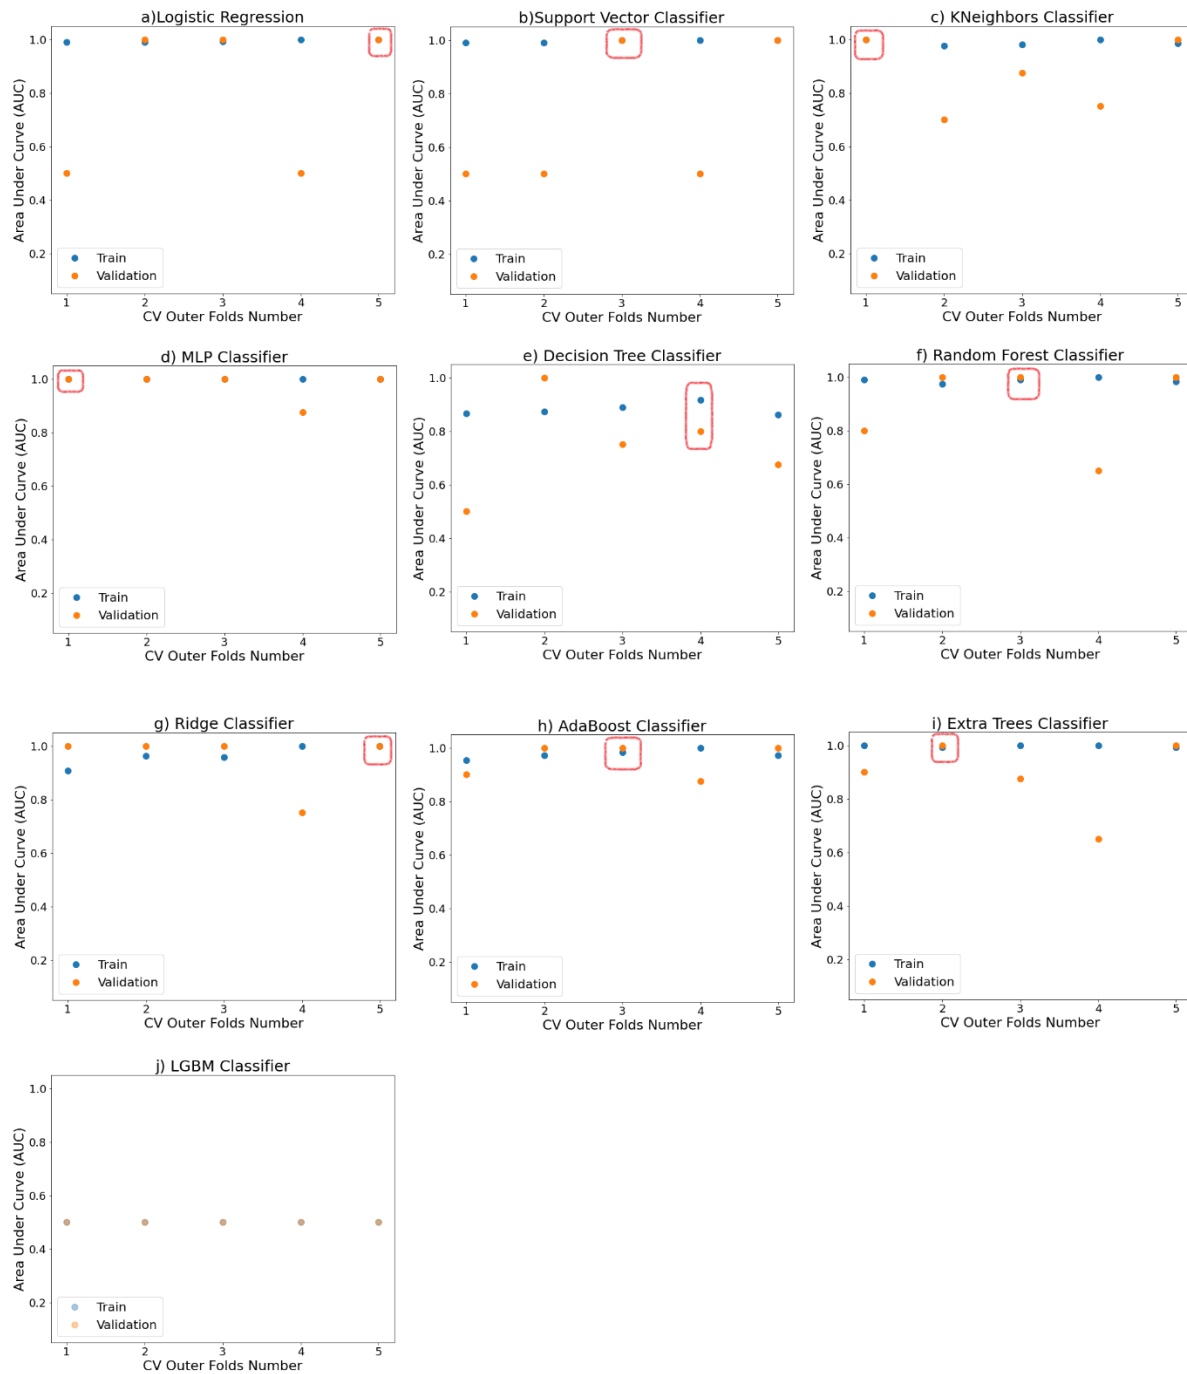 a)Logistic Regression
Area Under Curve (AUC)
1.0
0.8
0.6
0.4
0.2
Train
Validation
1 2 3 4 5
CV Outer Folds Number
b)Support Vector Classifier
Area Under Curve (AUC)
1.0
0.8
0.6
0.4
0.2
Train
Validation
1 2 3 4 5
CV Outer Folds Number
c) KNeighbors Classifier
Area Under Curve (AUC)
1.0
0.8
0.6
0.4
0.2
Train
Validation
1 2 3 4 5
CV Outer Folds Number
d) MLP Classifier
Area Under Curve (AUC)
1.0
0.8
0.6
0.4
0.2
Train
Validation
1 2 3 4 5
CV Outer Folds Number
e) Decision Tree Classifier
Area Under Curve (AUC)
1.0
0.8
0.6
0.4
0.2
Train
Validation
1 2 3 4 5
CV Outer Folds Number
f) Random Forest Classifier
Area Under Curve (AUC)
1.0
0.8
0.6
0.4
0.2
Train
Validation
1 2 3 4 5
CV Outer Folds Number
g) Ridge Classifier
Area Under Curve (AUC)
1.0
0.8
0.6
0.4
0.2
Train
Validation
1 2 3 4 5
CV Outer Folds Number
h) AdaBoost Classifier
Area Under Curve (AUC)
1.0
0.8
0.6
0.4
0.2
Train
Validation
1 2 3 4 5
CV Outer Folds Number
i) Extra Trees Classifier
Area Under Curve (AUC)
1.0
0.8
0.6
0.4
0.2
Train
Validation
1 2 3 4 5
CV Outer Folds Number
j) LGBM Classifier
Area Under Curve (AUC)
1.0
0.8
0.6
0.4
0.2
Train
Validation
1 2 3 4 5
CV Outer Folds Number